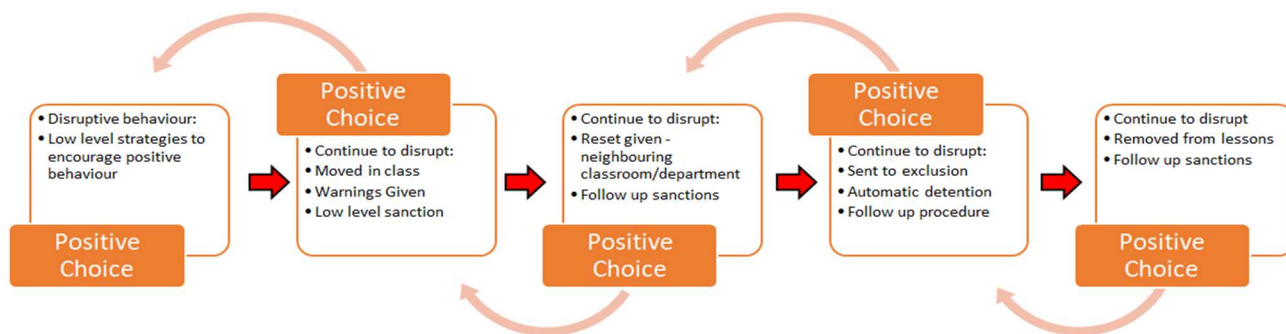 • Disruptive behaviour:
• Low level strategies to
encourage positive
behaviour
Positive
Choice
Positive
Choice
• Continue to disrupt:
• Moved in class
• Warnings Given
• Low level sanction
• Continue to disrupt:
• Reset given -
neighbouring
classroom/department
• Follow up sanctions
Positive
Choice
Positive
Choice
• Continue to disrupt:
• Sent to exclusion
• Automatic detention
• Follow up procedure
• Continue to disrupt
• Removed from lessons
• Follow up sanctions
Positive
Choice